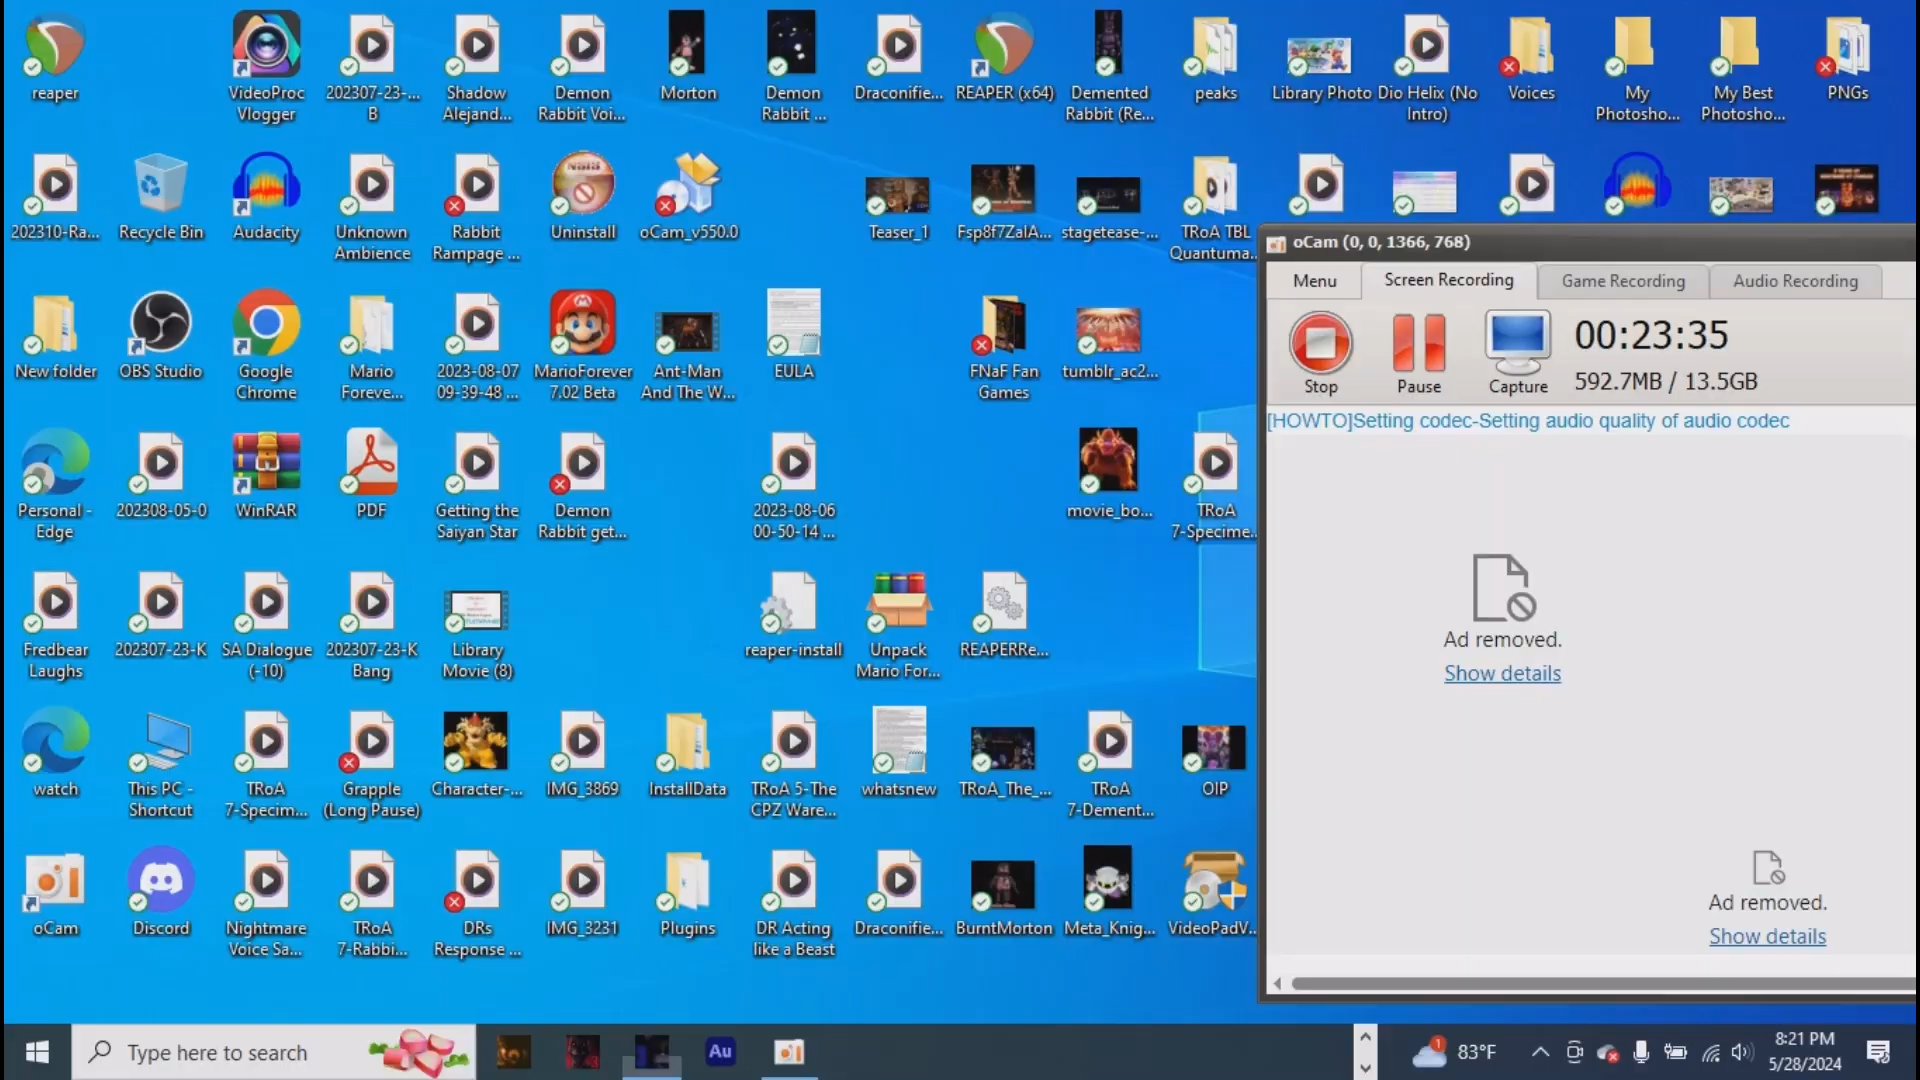 reaper
VideoProc
Vlogger
202307-23-...
B
Shadow
Alejand...
Demon
Rabbit Voi...
Morton
Demon
Rabbit ...
Draconifie...
REAPER (x64)
Demented
Rabbit (Re...
peaks
Library Photo
Dio Helix (No
Intro)
Voices
My
Photosho...
My Best
Photosho...
PNGs
202310-Ra...
Recycle Bin
Audacity
Unknown
Ambience
Rabbit
Rampage ...
Uninstall
oCam_v550.0
Teaser_1
Fsp8f7ZaIA...
stagetease-...
TRoA TBL
Quantuma...
New folder
OBS Studio
Google
Chrome
Mario
Foreve...
2023-08-07
09-39-48 ...
MarioForever
7.02 Beta
Ant-Man
And The W...
EULA
FNaF Fan
Games
tumblr_ac2...
Personal -
Edge
202308-05-0
WinRAR
PDF
Getting the
Saiyan Star
Demon
Rabbit get...
2023-08-06
00-50-14 ...
movie_bo...
TRoA
7-Specime...
Fredbear
Laughs
202307-23-K
SA Dialogue
(-10)
202307-23-K
Bang
Library
Movie (8)
reaper-install
Unpack
Mario For...
REAPERRe...
watch
This PC -
Shortcut
TRoA
7-Specim...
Grapple
(Long Pause)
Character-...
IMG_3869
InstallData
TRoA 5-The
CPZ Ware...
whatsnew
TRoA_The_...
TRoA
7-Dement...
OIP
oCam
Discord
Nightmare
Voice Sa...
TRoA
7-Rabbi...
DRs
Response ...
IMG_3231
Plugins
DR Acting
like a Beast
Draconifie...
BurntMorton
Meta_Knig...
VideoPadV...
oCam (0, 0, 1366, 768)
Menu
Screen Recording
Game Recording
Audio Recording
Stop
Pause
Capture
00:23:35
592.7MB / 13.5GB
[HOWTO]Setting codec-Setting audio quality of audio codec
Ad removed.
Show details
Ad removed.
Show details
Type here to search
Au
1
83°F
8:21 PM
5/28/2024